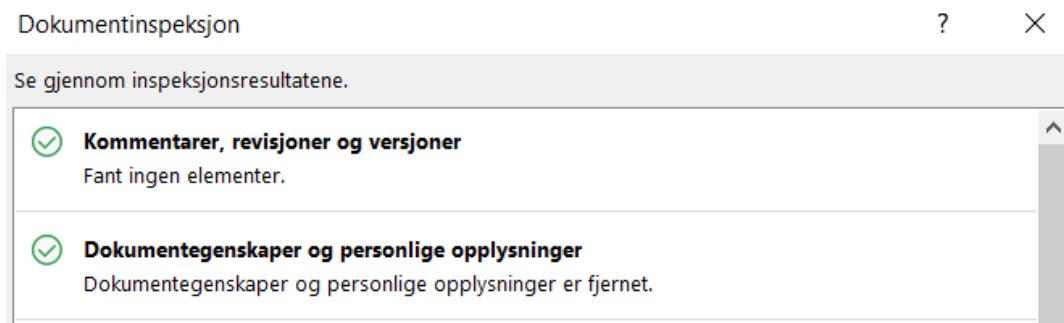 Dokumentinspeksjon ?
Se gjennom inspeksjonsresultatene.
Kommentarer, revisjoner og versjoner
Fant ingen elementer.
Dokumentegenskaper og personlige opplysninger
Dokumentegenskaper og personlige opplysninger er fjernet.